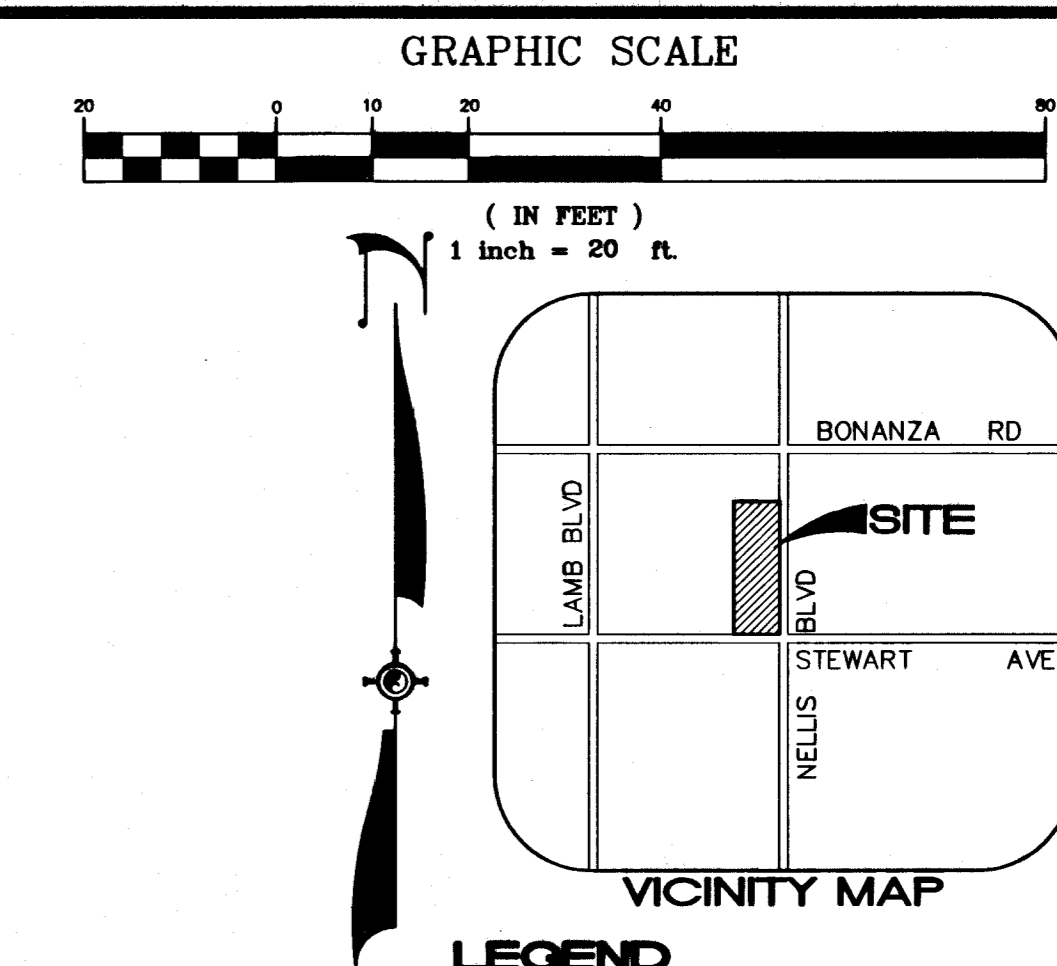 GRAPHIC SCALE
20 0 10 20 40 80
( IN FEET )
1 inch = 20 ft.
BONANZA RD
LAMB BLVD
SITE
BLVD
STEWART AVE
NELLIS
VICINITY MAP
LEGEND